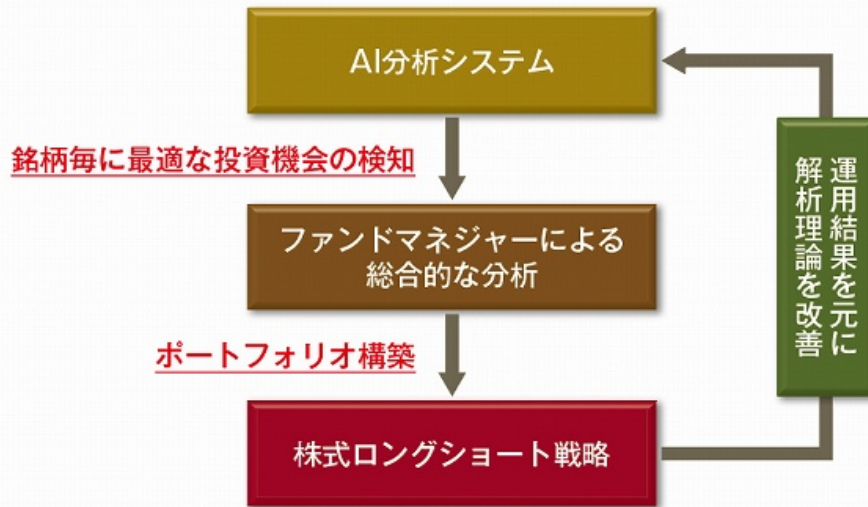 AI分析システム
銘柄毎に最適な投資機会の検知
ファンドマネジャーによる
総合的な分析
ポートフォリオ構築
株式ロングショート戦略
運用結果を元に
解析理論を改善